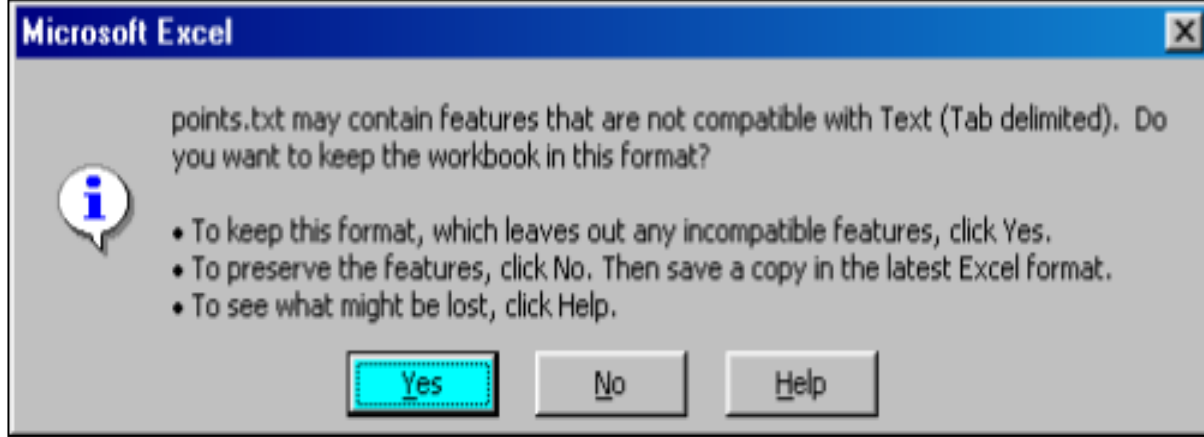 Microsoft Excel
points.txt may contain features that are not compatible with Text (Tab delimited). Do
you want to keep the workbook in this format?
• To keep this format, which leaves out any incompatible features, click Yes.
• To preserve the features, click No. Then save a copy in the latest Excel format.
• To see what might be lost, click Help.
Yes No Help